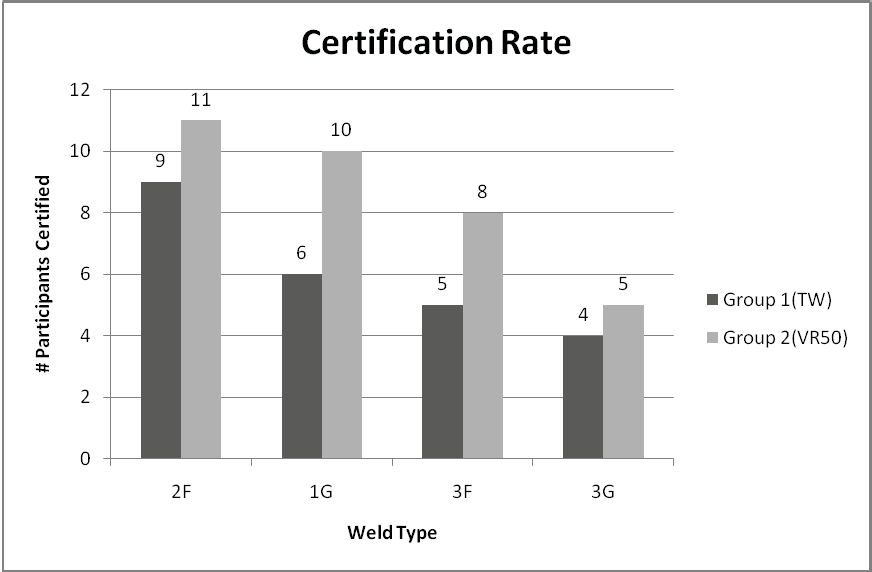 Certification Rate
# Participants Certified
12
10
8
6
4
2
0
9
11
6
10
5
8
4
5
2F
1G
3F
3G
Weld Type
Group 1(TW)
Group 2(VR50)